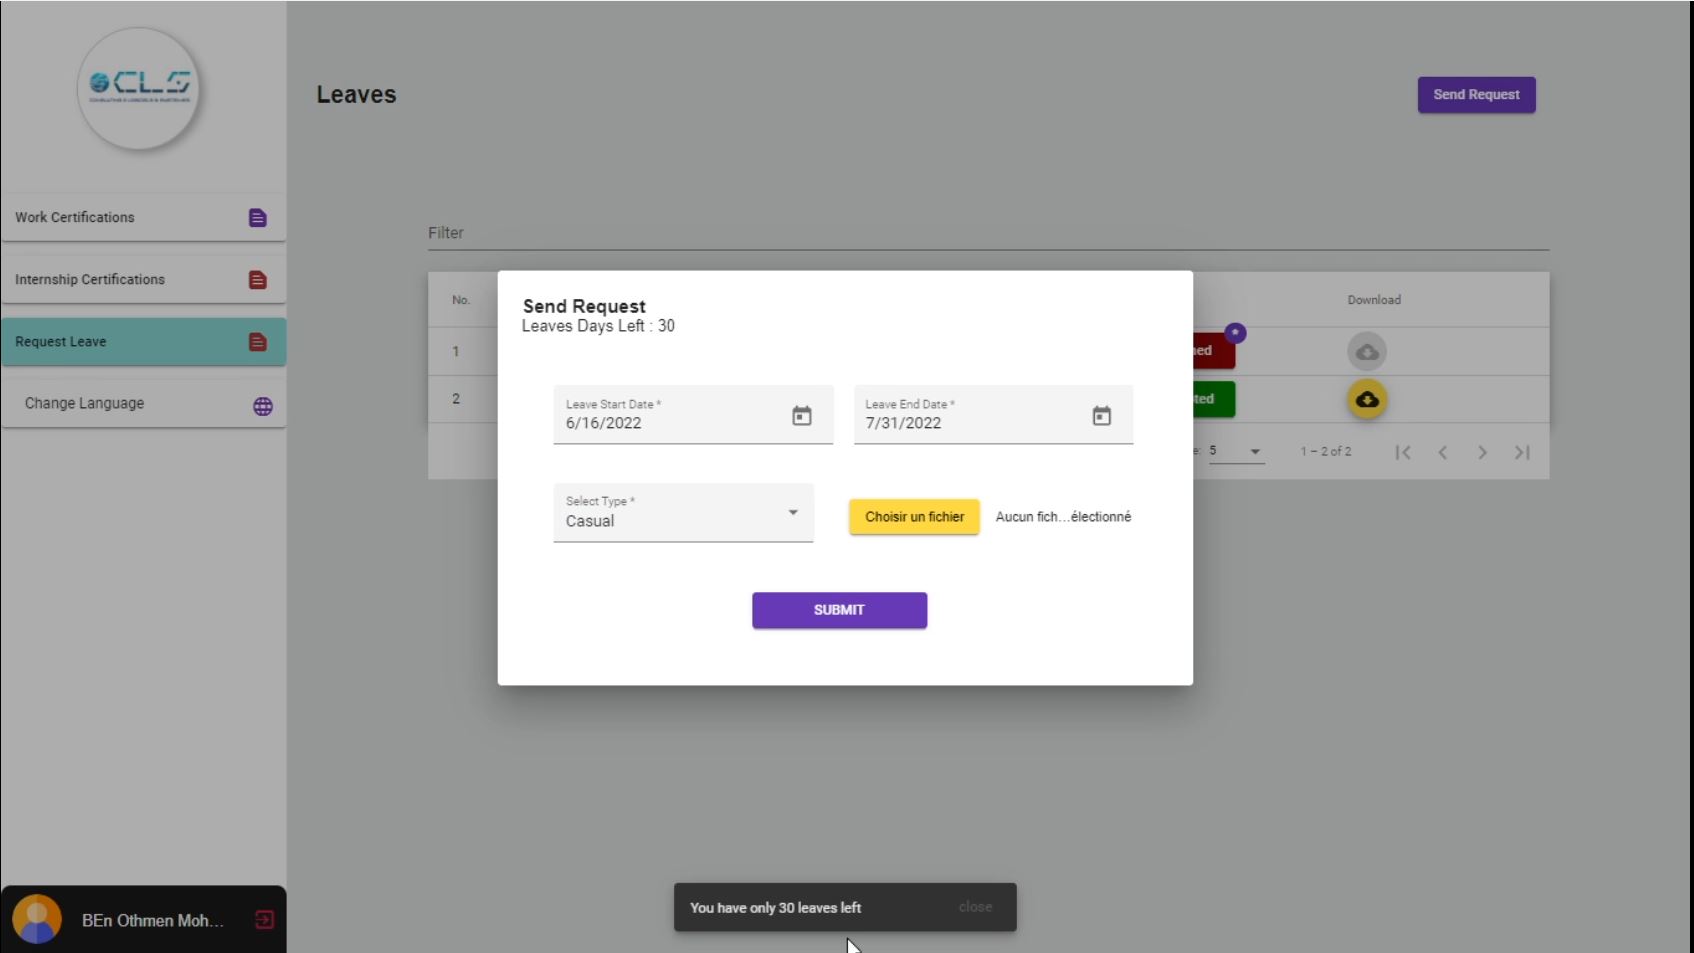 CLS
Leaves
Send Request
Work Certifications
Internship Certifications
Request Leave
Change Language
Filter
No.
Download
1
2
ed
ted
e:
5
1 – 2 of 2
Send Request
Leaves Days Left : 30
Leave Start Date *
6/16/2022
Leave End Date *
7/31/2022
Select Type *
Casual
Choisir un fichier
Aucun fich...électionné
SUBMIT
You have only 30 leaves left
close
BEn Othmen Moh...